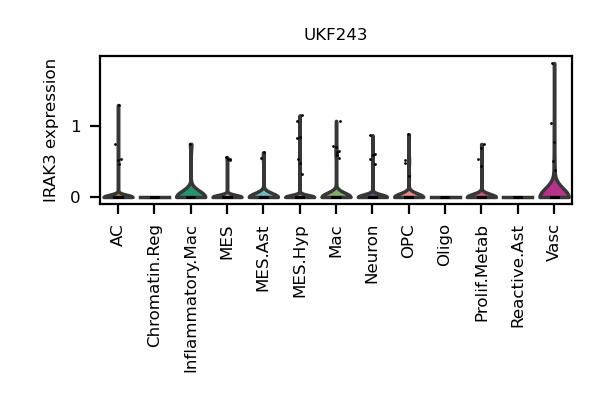 UKF243
IRAK3 expression
1
0
AC
Chromatin.Reg
Inflammatory.Mac
MES
MES.Ast
MES.Hyp
Mac
Neuron
OPC
Oligo
Prolif.Metab
Reactive.Ast
Vasc